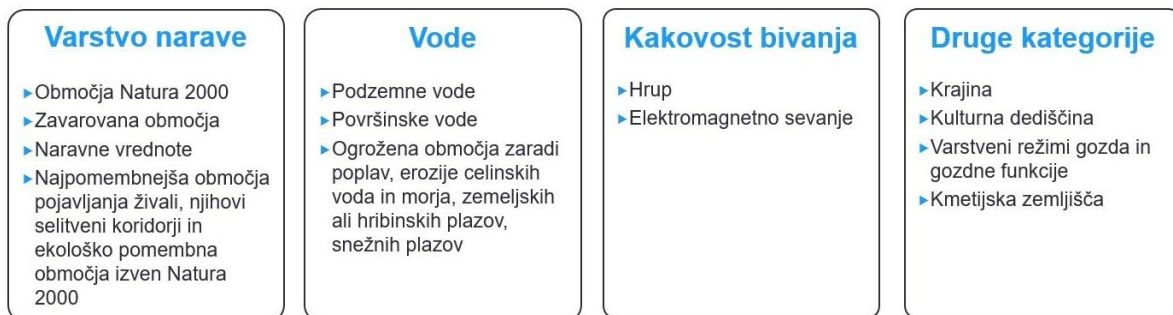 Varstvo narave
▸Območja Natura 2000
▸Zavarovana območja
▸Naravne vrednote
▸Najpomembnejša območja
pojavljanja živali, njihovi
selitveni koridorji in
ekološko pomembna
območja izven Natura
2000
Vode
▸Podzemne vode
▸Površinske vode
▸Ogrožena območja zaradi
poplav, erozije celinskih
voda in morja, zemeljskih
ali hribinskih plazov,
snežnih plazov
Kakovost bivanja
▸Hrup
▸Elektromagnetno sevanje
Druge kategorije
▸Krajina
▸Kulturna dediščina
▸Varstveni režimi gozda in
gozdne funkcije
▸Kmetijska zemljišča